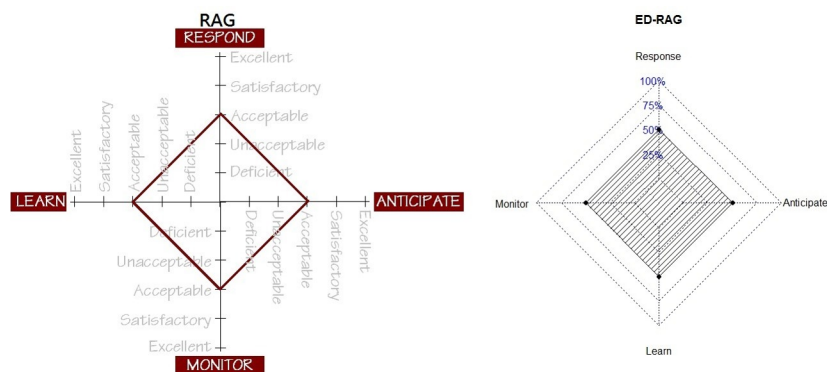 RAG
RESPOND
Excellent
Satisfactory
Acceptable
Unacceptable
Deficient
LEARN
Excellent
Satisfactory
Acceptable
Unacceptable
Deficient
ANTICIPATE
Deficient
Unacceptable
Acceptable
Satisfactory
Excellent
Deficient
Unacceptable
Acceptable
Satisfactory
Excellent
MONITOR
ED-RAG
Response
100%
75%
50%
25%
Monitor
Anticipate
Learn